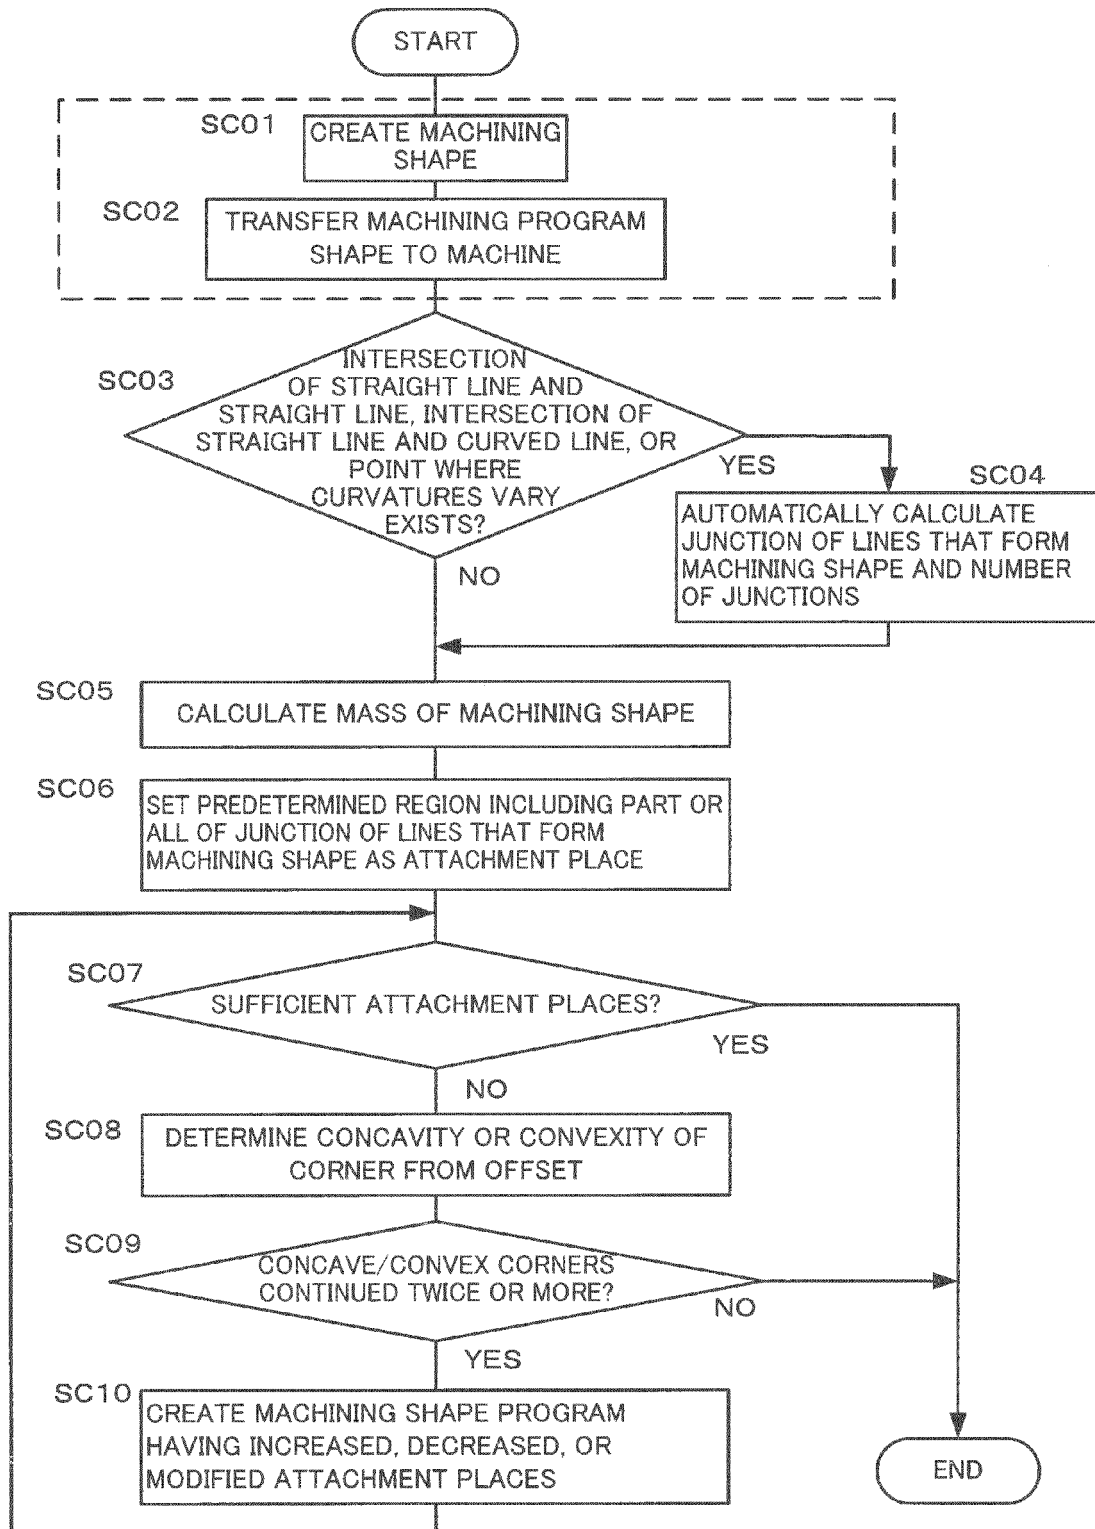 START
SC01
CREATE MACHINING
SHAPE
SC02
TRANSFER MACHINING PROGRAM
SHAPE TO MACHINE
SC03
INTERSECTION
OF STRAIGHT LINE AND
STRAIGHT LINE, INTERSECTION OF
STRAIGHT LINE AND CURVED LINE, OR
POINT WHERE
CURVATURES VARY
EXISTS?
YES
NO
SC04
AUTOMATICALLY CALCULATE
JUNCTION OF LINES THAT FORM
MACHINING SHAPE AND NUMBER
OF JUNCTIONS
SC05
CALCULATE MASS OF MACHINING SHAPE
SC06
SET PREDETERMINED REGION INCLUDING PART OR
ALL OF JUNCTION OF LINES THAT FORM
MACHINING SHAPE AS ATTACHMENT PLACE
SC07
SUFFICIENT ATTACHMENT PLACES?
YES
NO
SC08
DETERMINE CONCAVITY OR CONVEXITY OF
CORNER FROM OFFSET
SC09
CONCAVE/CONVEX CORNERS
CONTINUED TWICE OR MORE?
NO
YES
SC10
CREATE MACHINING SHAPE PROGRAM
HAVING INCREASED, DECREASED, OR
MODIFIED ATTACHMENT PLACES
END